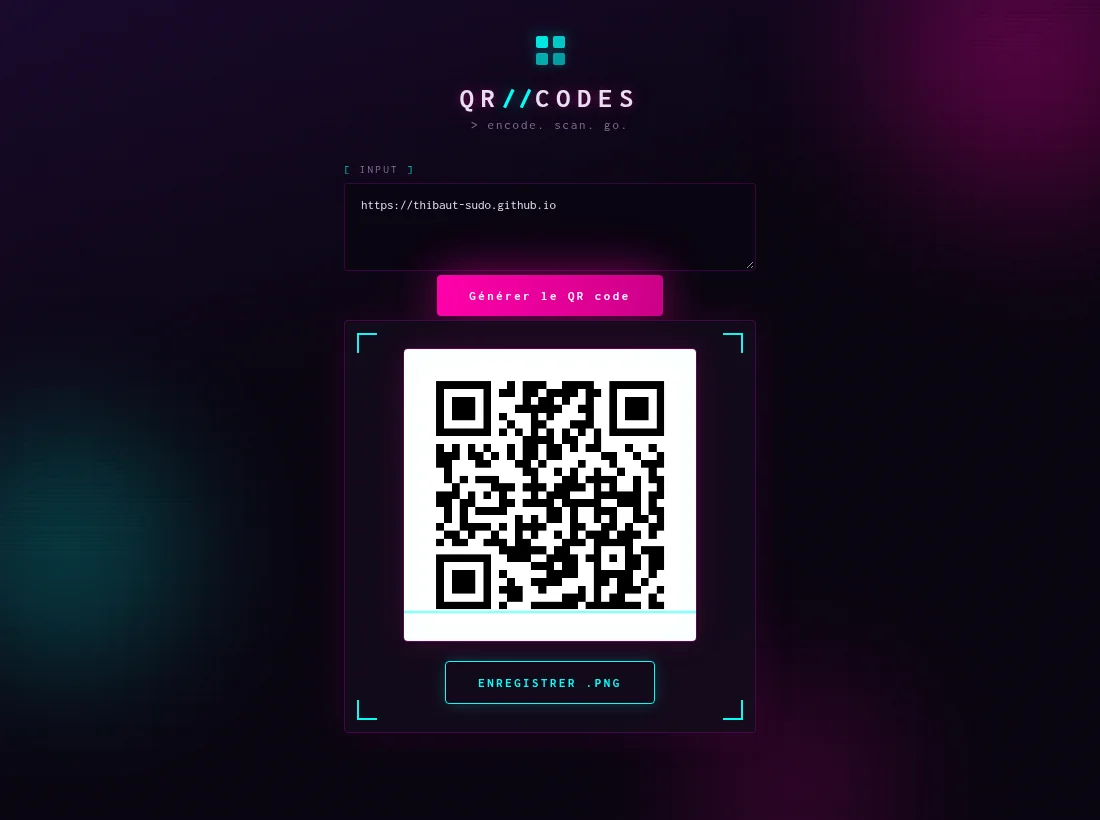 QR//CODES
> encode. scan. go.
[ INPUT ]
https://thibaut-sudo.github.io
Générer le QR code
ENREGISTRER .PNG